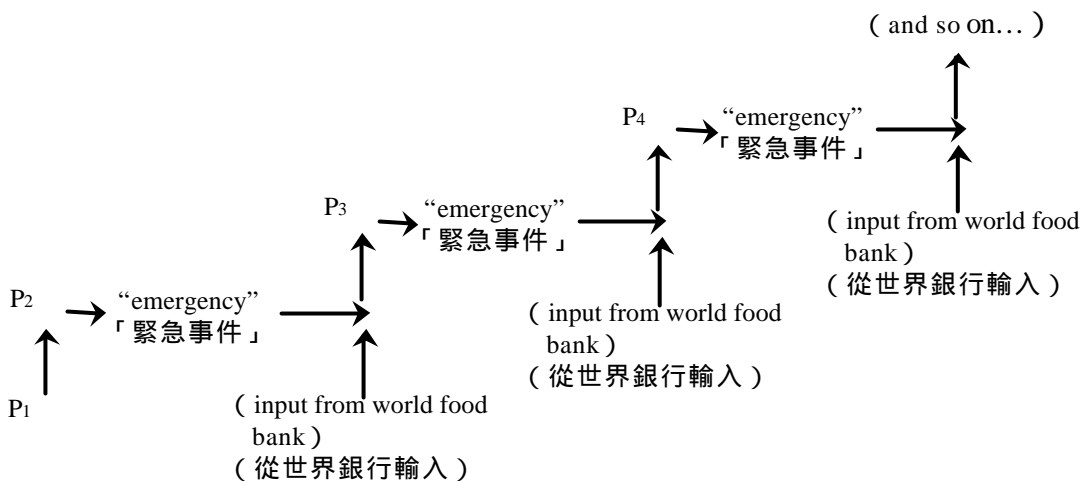 ( and so on… )
P4
“emergency”
「緊急事件」
P3
“emergency”
「緊急事件」
( input from world food
bank )
( 從世界銀行輸入 )
P2
“emergency”
「緊急事件」
( input from world food
bank )
( 從世界銀行輸入 )
P1
( input from world food
bank )
( 從世界銀行輸入 )